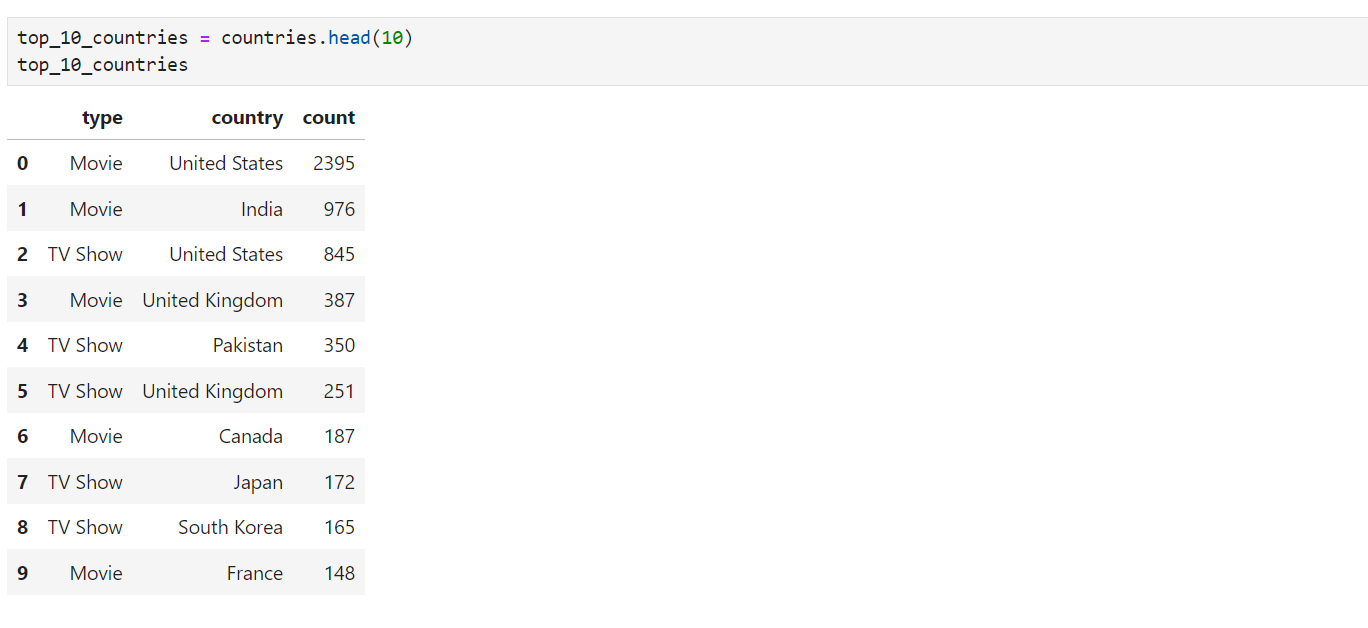 top_10_countries = countries.head(10)
top_10_countries
type country count
0 Movie United States 2395
1 Movie India 976
2 TV Show United States 845
3 Movie United Kingdom 387
4 TV Show Pakistan 350
5 TV Show United Kingdom 251
6 Movie Canada 187
7 TV Show Japan 172
8 TV Show South Korea 165
9 Movie France 148